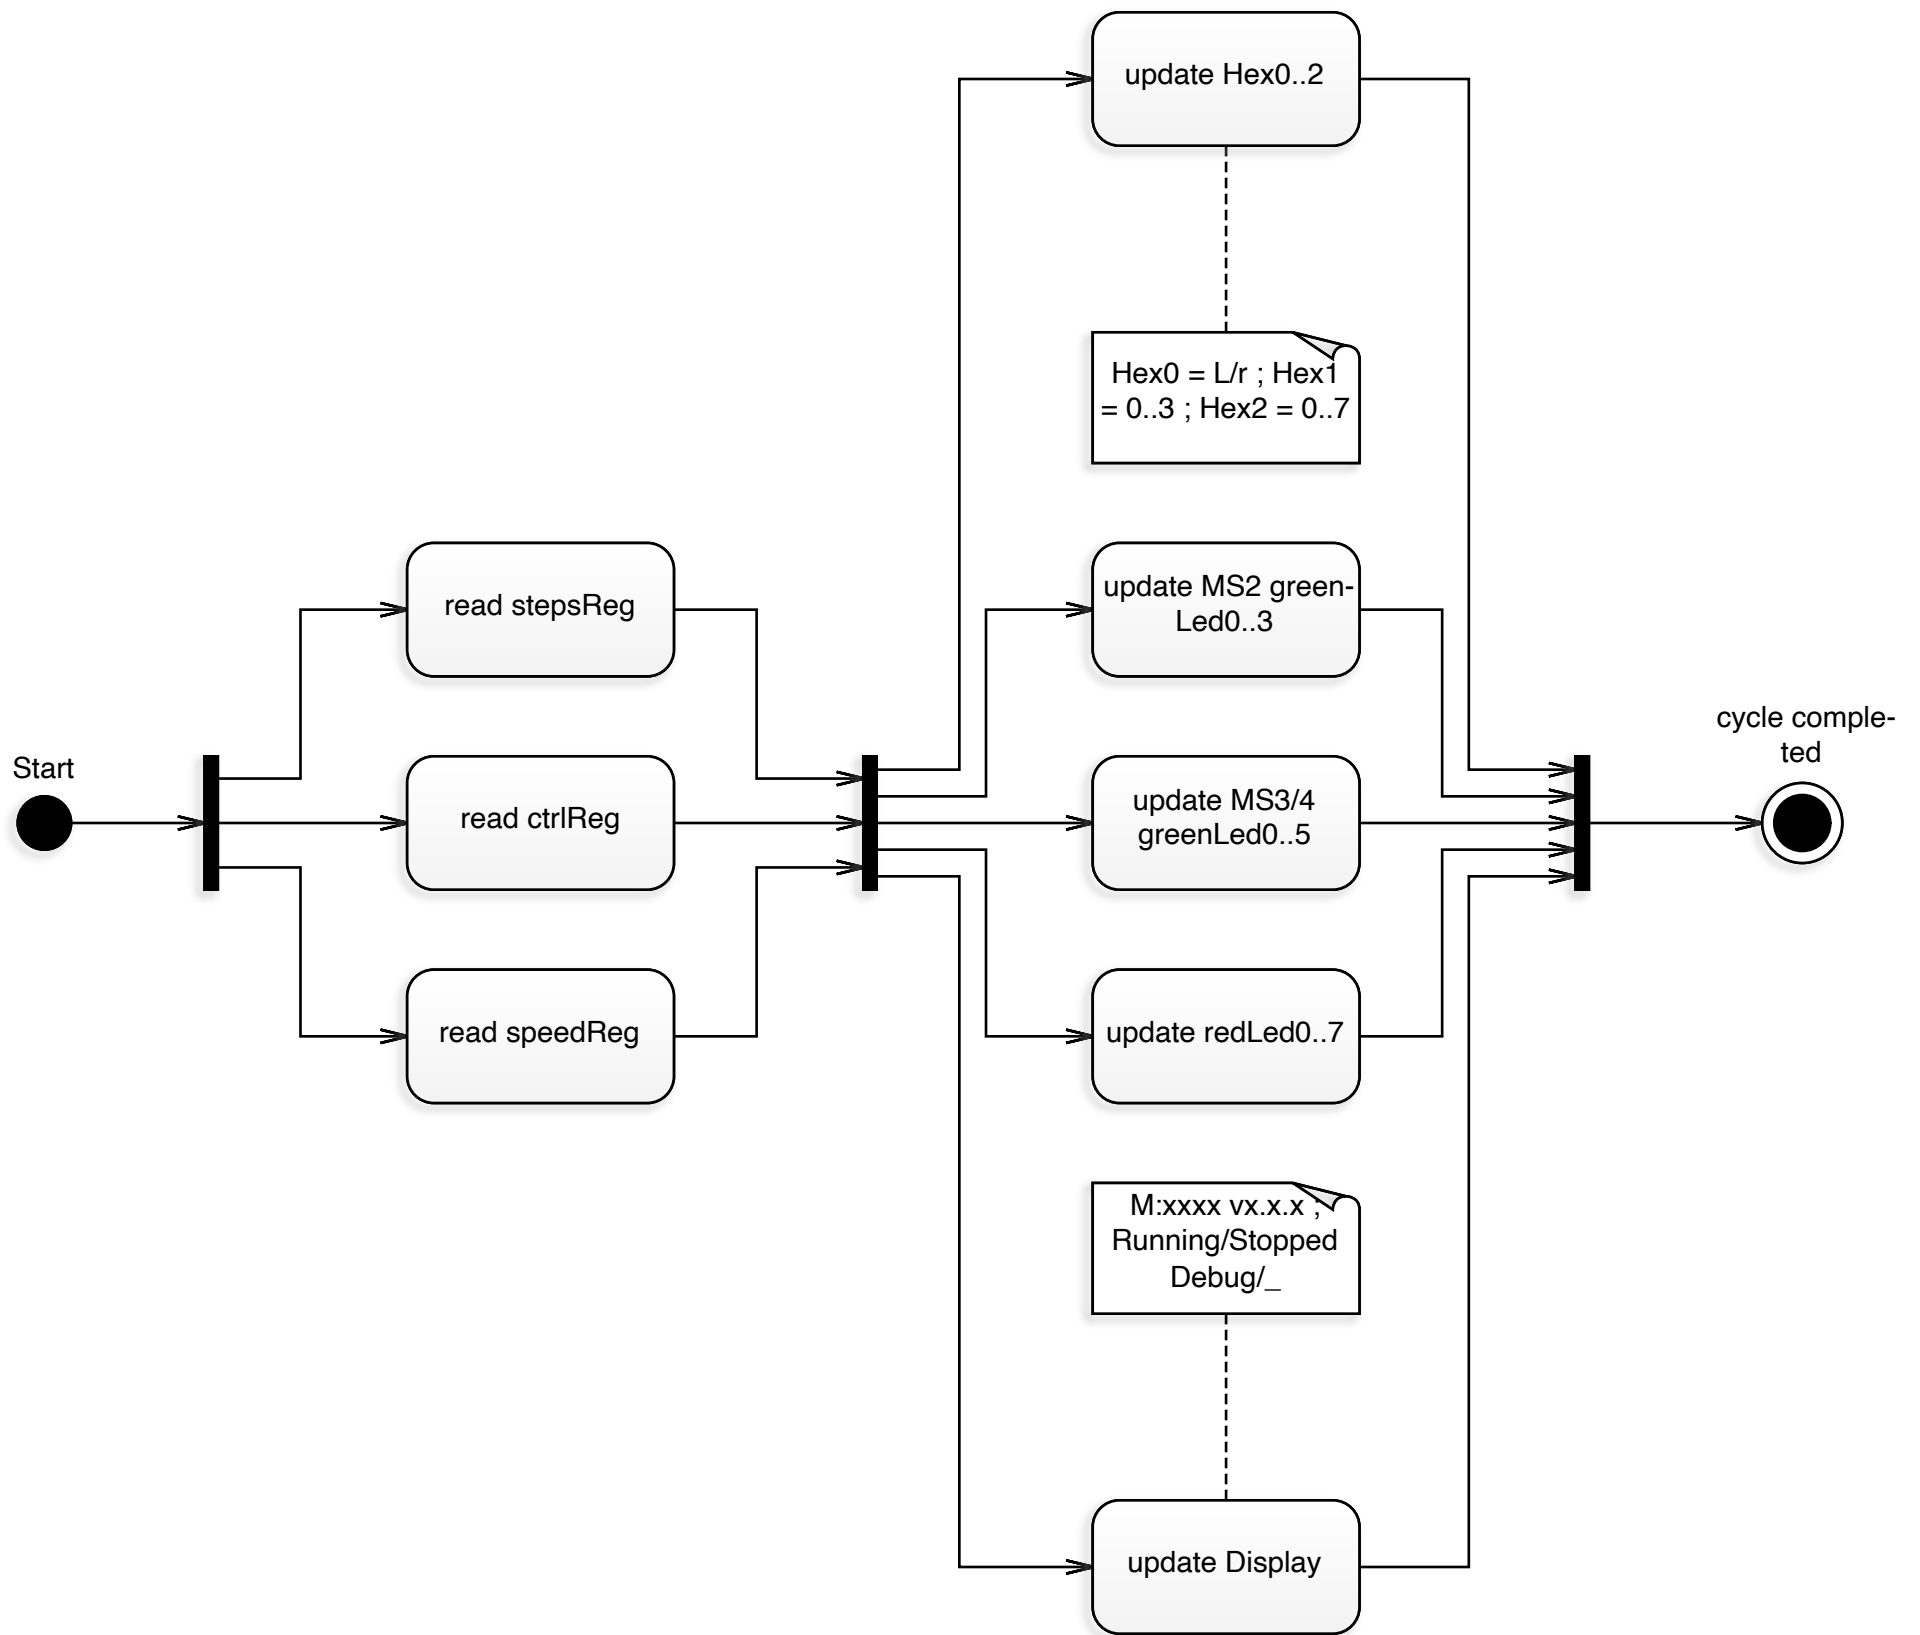 update Hex0..2
Hex0 = L/r ; Hex1
= 0..3 ; Hex2 = 0..7
read stepsReg
update MS2 green-
Led0..3
Start
read ctrlReg
update MS3/4
greenLed0..5
cycle comple-
ted
read speedReg
update redLed0..7
M:xxxx vx.x.x ;
Running/Stopped
Debug/_
update Display